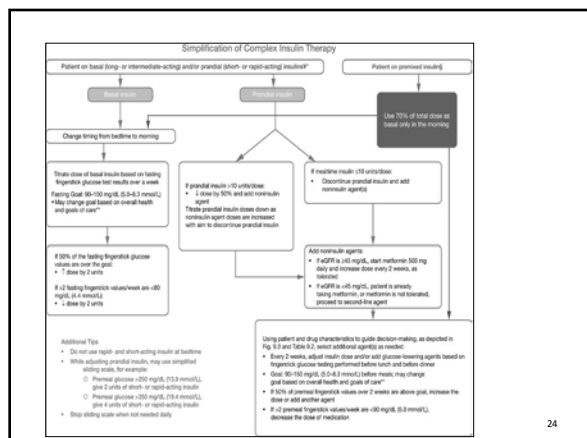 Simplification of Complex Insulin Therapy
Patient on basal (long- or intermediate-acting) and/or prandial (short- or rapid-acting) insulins¥*
Patient on premixed insulin§
Basal insulin
Prandial insulin
Use 70% of total dose as
basal only in the morning
Change timing from bedtime to morning
Titrate dose of basal insulin based on fasting
fingerstick glucose test results over a week
Fasting Goal: 90–150 mg/dL (5.0–8.3 mmol/L)
• May change goal based on overall health
and goals of care**
If 50% of the fasting fingerstick glucose
values are over the goal:
• ↑ dose by 2 units
If >2 fasting fingerstick values/week are <80
mg/dL (4.4 mmol/L):
• ↓ dose by 2 units
If prandial insulin >10 units/dose:
• ↓ dose by 50% and add noninsulin
agent
Titrate prandial insulin doses down as
noninsulin agent doses are increased
with aim to discontinue prandial insulin
If mealtime insulin ≤10 units/dose:
• Discontinue prandial insulin and add
noninsulin agent(s)
Add noninsulin agents:
• If eGFR is ≥45 mg/dL, start metformin 500 mg
daily and increase dose every 2 weeks, as
tolerated
• If eGFR is <45 mg/dL, patient is already
taking metformin, or metformin is not tolerated,
proceed to second-line agent
Using patient and drug characteristics to guide decision-making, as depicted
in Fig. 9.3 and Table 9.2, select additional agent(s) as needed:
• Every 2 weeks, adjust insulin dose and/or add glucose-lowering agents based on
fingerstick glucose testing performed before lunch and before dinner
• Goal: 90–150 mg/dL (5.0–8.3 mmol/L) before meals; may change
goal based on overall health and goals of care**
• If 50% of premeal fingerstick values over 2 weeks are above goal, increase the
dose or add another agent
• If >2 premeal fingerstick values/week are <90 mg/dL (5.0 mmol/L),
decrease the dose of medication
Additional Tips
• Do not use rapid- and short-acting insulin at bedtime
• While adjusting prandial insulin, may use simplified
sliding scale, for example:
○ Premeal glucose >250 mg/dL (13.8 mmol/L),
give 2 units of short- or rapid-acting insulin
○ Premeal glucose >350 mg/dL (19.4 mmol/L),
give 4 units of short- or rapid-acting insulin
• Stop sliding scale when not needed daily
24